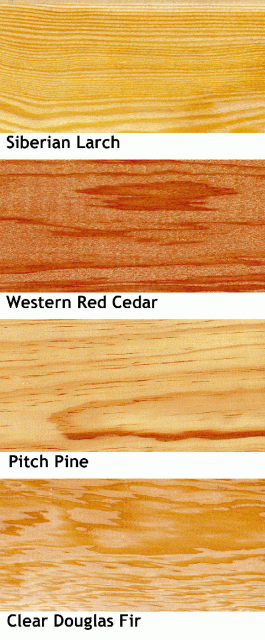 Siberian Larch
Western Red Cedar
Pitch Pine
Clear Douglas Fir